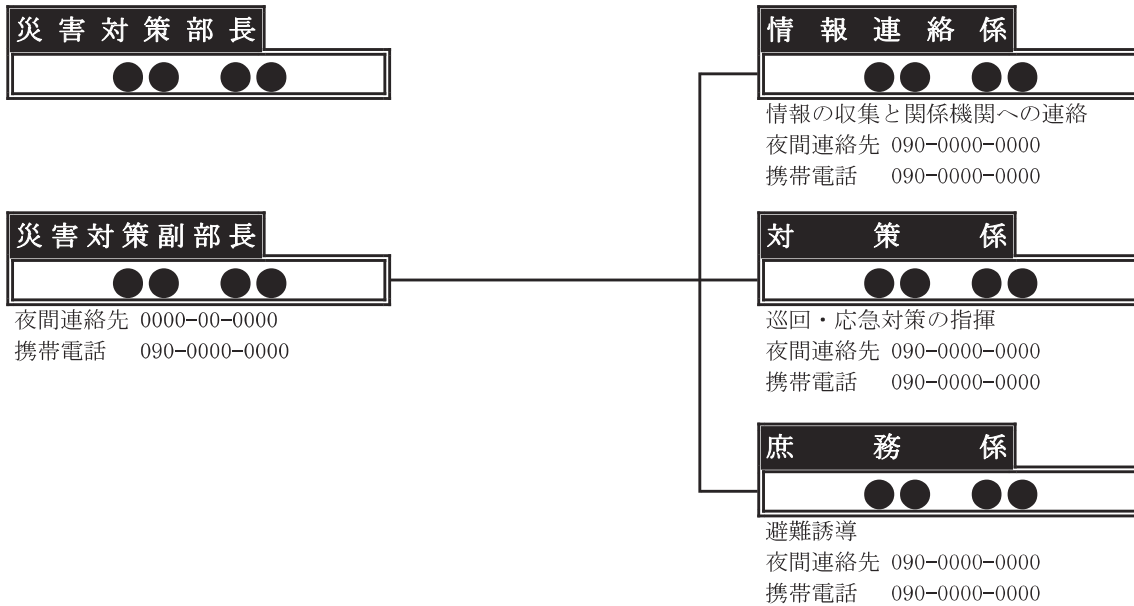 災害対策部長
●●　●●
災害対策副部長
●●　●●
夜間連絡先 0000-00-0000
携帯電話 090-0000-0000
情報連絡係
●●　●●
情報の収集と関係機関への連絡
夜間連絡先 090-0000-0000
携帯電話 090-0000-0000
対策係
●●　●●
巡回・応急対策の指揮
夜間連絡先 090-0000-0000
携帯電話 090-0000-0000
庶務係
●●　●●
避難誘導
夜間連絡先 090-0000-0000
携帯電話 090-0000-0000